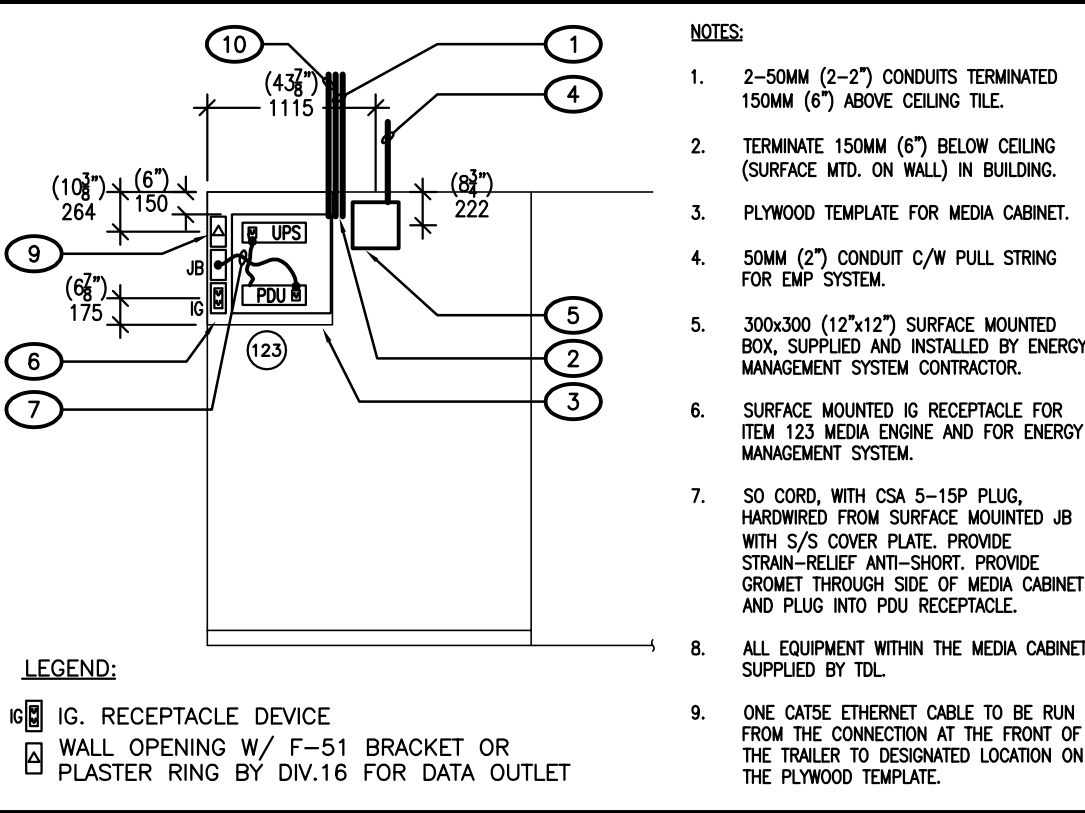 10
1
(43⅞")
1115
4
(10⅜")
264
(6")
150
(8¾")
222
9
UPS
JB
(6⅞")
175
PDU
IG
5
6
(123)
2
7
3
LEGEND:
IG IG. RECEPTACLE DEVICE
WALL OPENING W/ F-51 BRACKET OR
PLASTER RING BY DIV.16 FOR DATA OUTLET
NOTES:
1. 2-50MM (2-2") CONDUITS TERMINATED
150MM (6") ABOVE CEILING TILE.
2. TERMINATE 150MM (6") BELOW CEILING
(SURFACE MTD. ON WALL) IN BUILDING.
3. PLYWOOD TEMPLATE FOR MEDIA CABINET.
4. 50MM (2") CONDUIT C/W PULL STRING
FOR EMP SYSTEM.
5. 300x300 (12"x12") SURFACE MOUNTED
BOX, SUPPLIED AND INSTALLED BY ENERGY
MANAGEMENT SYSTEM CONTRACTOR.
6. SURFACE MOUNTED IG RECEPTACLE FOR
ITEM 123 MEDIA ENGINE AND FOR ENERGY
MANAGEMENT SYSTEM.
7. SO CORD, WITH CSA 5-15P PLUG,
HARDWIRED FROM SURFACE MOUINTED JB
WITH S/S COVER PLATE. PROVIDE
STRAIN-RELIEF ANTI-SHORT. PROVIDE
GROMET THROUGH SIDE OF MEDIA CABINET
AND PLUG INTO PDU RECEPTACLE.
8. ALL EQUIPMENT WITHIN THE MEDIA CABINET
SUPPLIED BY TDL.
9. ONE CAT5E ETHERNET CABLE TO BE RUN
FROM THE CONNECTION AT THE FRONT OF
THE TRAILER TO DESIGNATED LOCATION ON
THE PLYWOOD TEMPLATE.